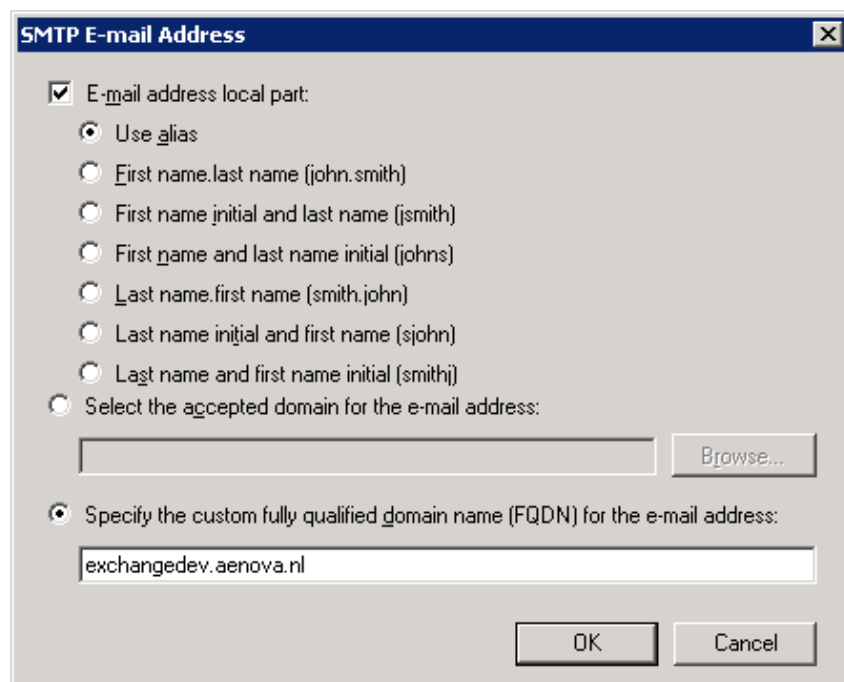 SMTP E-mail Address
E-mail address local part:
Use alias
First name.last name (john.smith)
First name initial and last name (jsmith)
First name and last name initial (johns)
Last name.first name (smith.john)
Last name initial and first name (sjohn)
Last name and first name initial (smithj)
Select the accepted domain for the e-mail address:
Browse...
Specify the custom fully qualified domain name (FQDN) for the e-mail address:
exchangedev.aenova.nl
OK Cancel